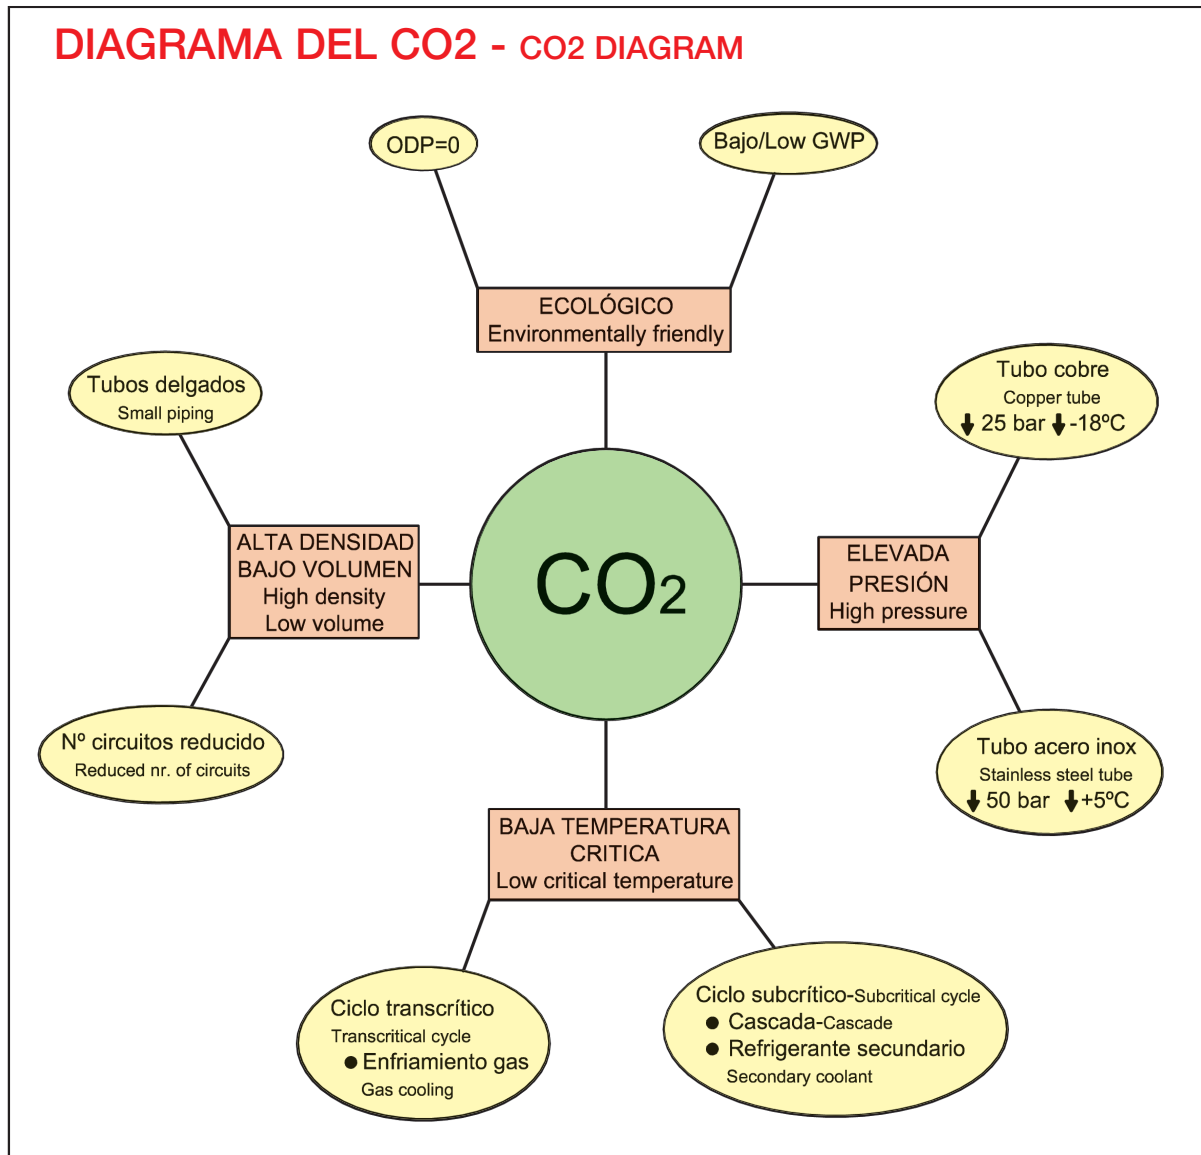 DIAGRAMA DEL CO2 - CO2 DIAGRAM
ODP=0
Bajo/Low GWP
ECOLÓGICO
Environmentally friendly
Tubos delgados
Small piping
Tubo cobre
Copper tube
↓ 25 bar ↓ -18ºC
ALTA DENSIDAD
BAJO VOLUMEN
High density
Low volume
CO2
ELEVADA
PRESIÓN
High pressure
Nº circuitos reducido
Reduced nr. of circuits
Tubo acero inox
Stainless steel tube
↓ 50 bar ↓ +5ºC
BAJA TEMPERATURA
CRITICA
Low critical temperature
Ciclo transcrítico
Transcritical cycle
● Enfriamiento gas
Gas cooling
Ciclo subcrítico-Subcritical cycle
● Cascada-Cascade
● Refrigerante secundario
Secondary coolant